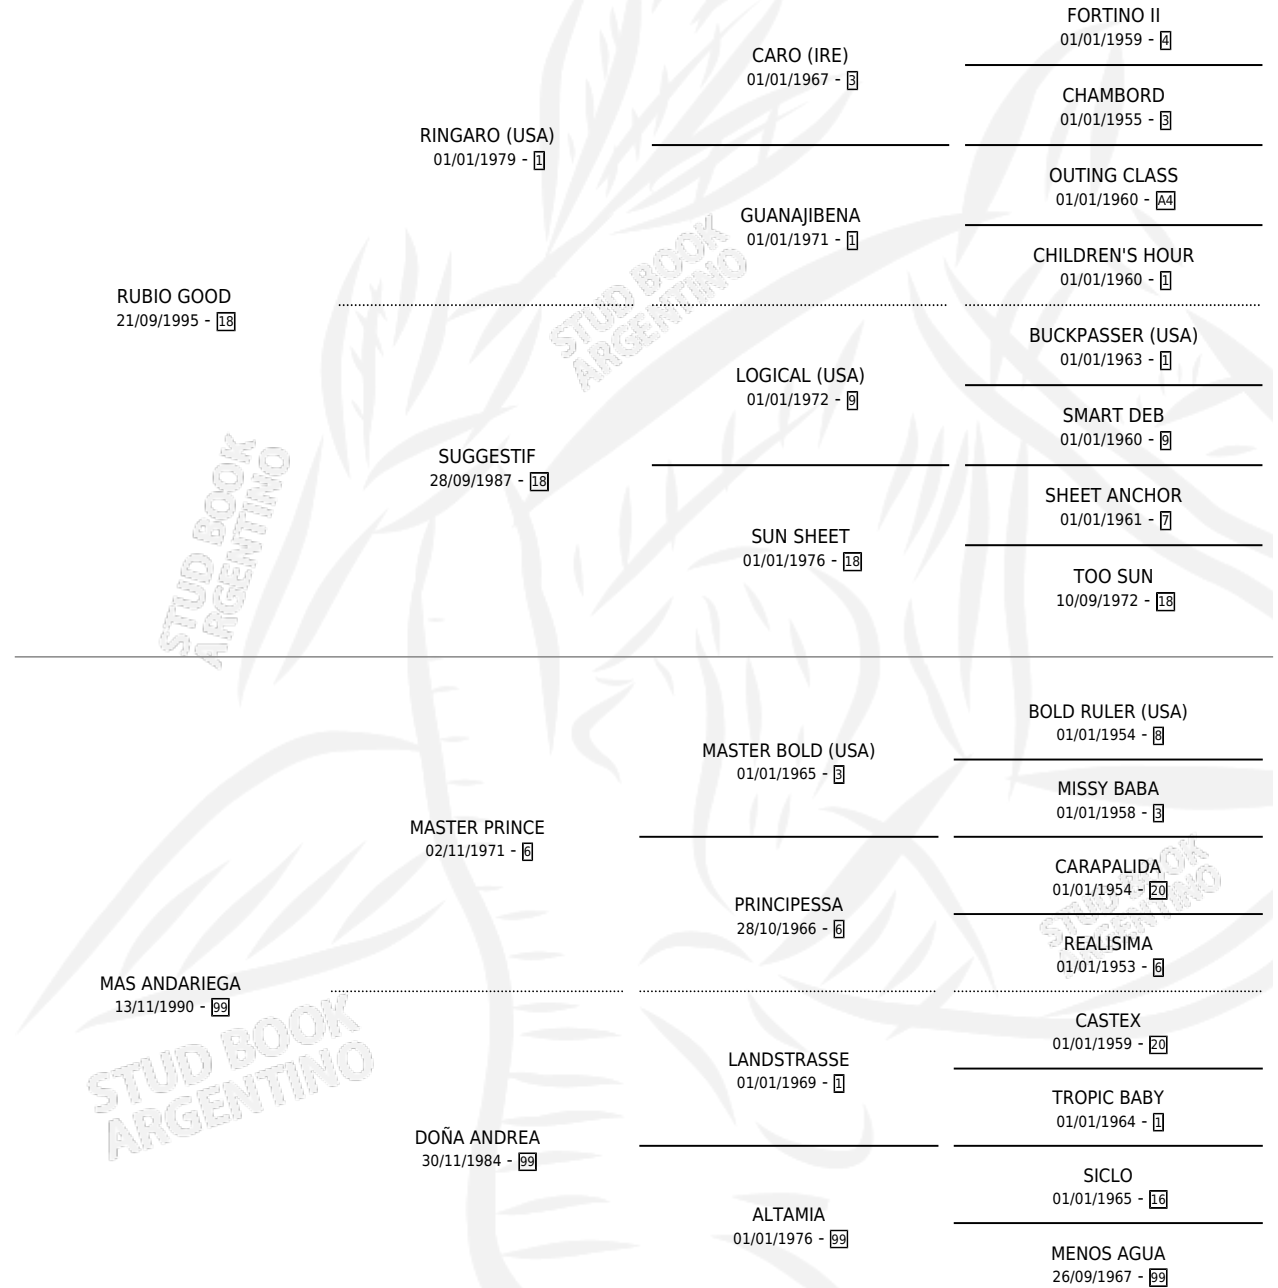 FORTINO II
01/01/1959 - 4
CARO (IRE)
01/01/1967 - 3
CHAMBORD
01/01/1955 - 3
RINGARO (USA)
01/01/1979 - 1
OUTING CLASS
01/01/1960 - A4
GUANAJIBENA
01/01/1971 - 1
CHILDREN'S HOUR
01/01/1960 - 1
RUBIO GOOD
21/09/1995 - 18
BUCKPASSER (USA)
01/01/1963 - 1
LOGICAL (USA)
01/01/1972 - 9
SMART DEB
01/01/1960 - 9
SUGGESTIF
28/09/1987 - 18
SHEET ANCHOR
01/01/1961 - 7
SUN SHEET
01/01/1976 - 18
TOO SUN
10/09/1972 - 18
STUD BOOK
ARGENTINO
STUD BOOK
ARGENTINO
BOLD RULER (USA)
01/01/1954 - 8
MASTER BOLD (USA)
01/01/1965 - 3
MISSY BABA
01/01/1958 - 3
MASTER PRINCE
02/11/1971 - 6
CARAPALIDA
01/01/1954 - 20
PRINCIPESSA
28/10/1966 - 6
REALISIMA
01/01/1953 - 6
MAS ANDARIEGA
13/11/1990 - 99
CASTEX
01/01/1959 - 20
LANDSTRASSE
01/01/1969 - 1
TROPIC BABY
01/01/1964 - 1
DOÑA ANDREA
30/11/1984 - 99
SICLO
01/01/1965 - 16
ALTAMIA
01/01/1976 - 99
MENOS AGUA
26/09/1967 - 99
STUD BOOK
ARGENTINO
STUD BOOK
ARGENTINO